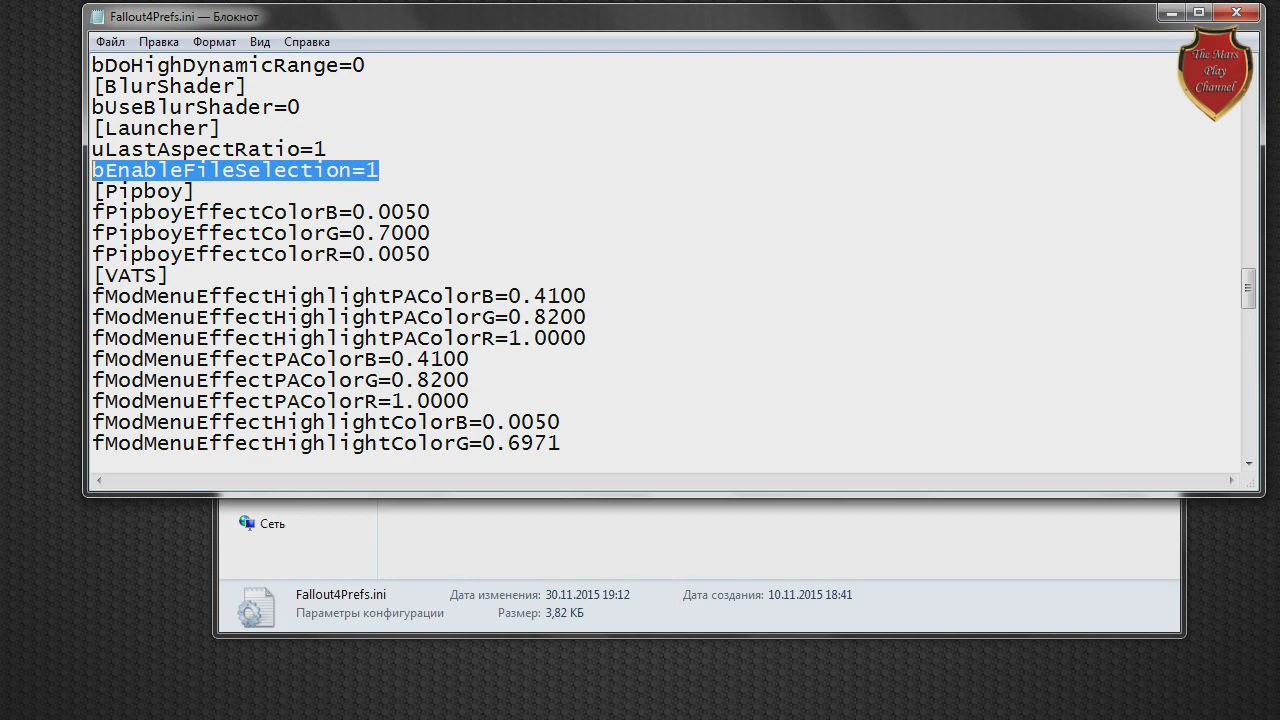 Fallout4Prefs.ini — Блокнот
Файл Правка Формат Вид Справка
bDoHighDynamicRange=0
[BlurShader]
bUseBlurShader=0
[Launcher]
uLastAspectRatio=1
bEnableFileSelection=1
[Pipboy]
fPipboyEffectColorB=0.0050
fPipboyEffectColorG=0.7000
fPipboyEffectColorR=0.0050
[VATS]
fModMenuEffectHighlightPAColorB=0.4100
fModMenuEffectHighlightPAColorG=0.8200
fModMenuEffectHighlightPAColorR=1.0000
fModMenuEffectPAColorB=0.4100
fModMenuEffectPAColorG=0.8200
fModMenuEffectPAColorR=1.0000
fModMenuEffectHighlightColorB=0.0050
fModMenuEffectHighlightColorG=0.6971
The Mars
Play
Channel
Сеть
Fallout4Prefs.ini Дата изменения: 30.11.2015 19:12 Дата создания: 10.11.2015 18:41
Параметры конфигурации Размер: 3,82 КБ